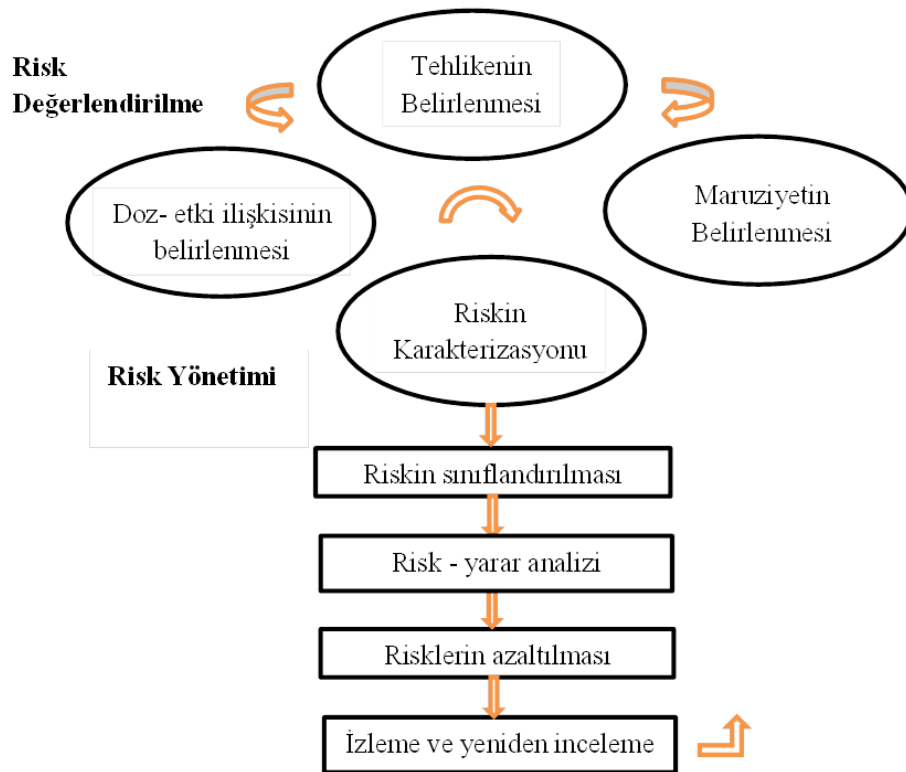 Risk
Değerlendirilme
Tehlikenin
Belirlenmesi
Doz- etki ilişkisinin
belirlenmesi
Maruziyetin
Belirlenmesi
Riskin
Karakterizasyonu
Risk Yönetimi
Riskin sınıflandırılması
Risk - yarar analizi
Risklerin azaltılması
İzleme ve yeniden inceleme